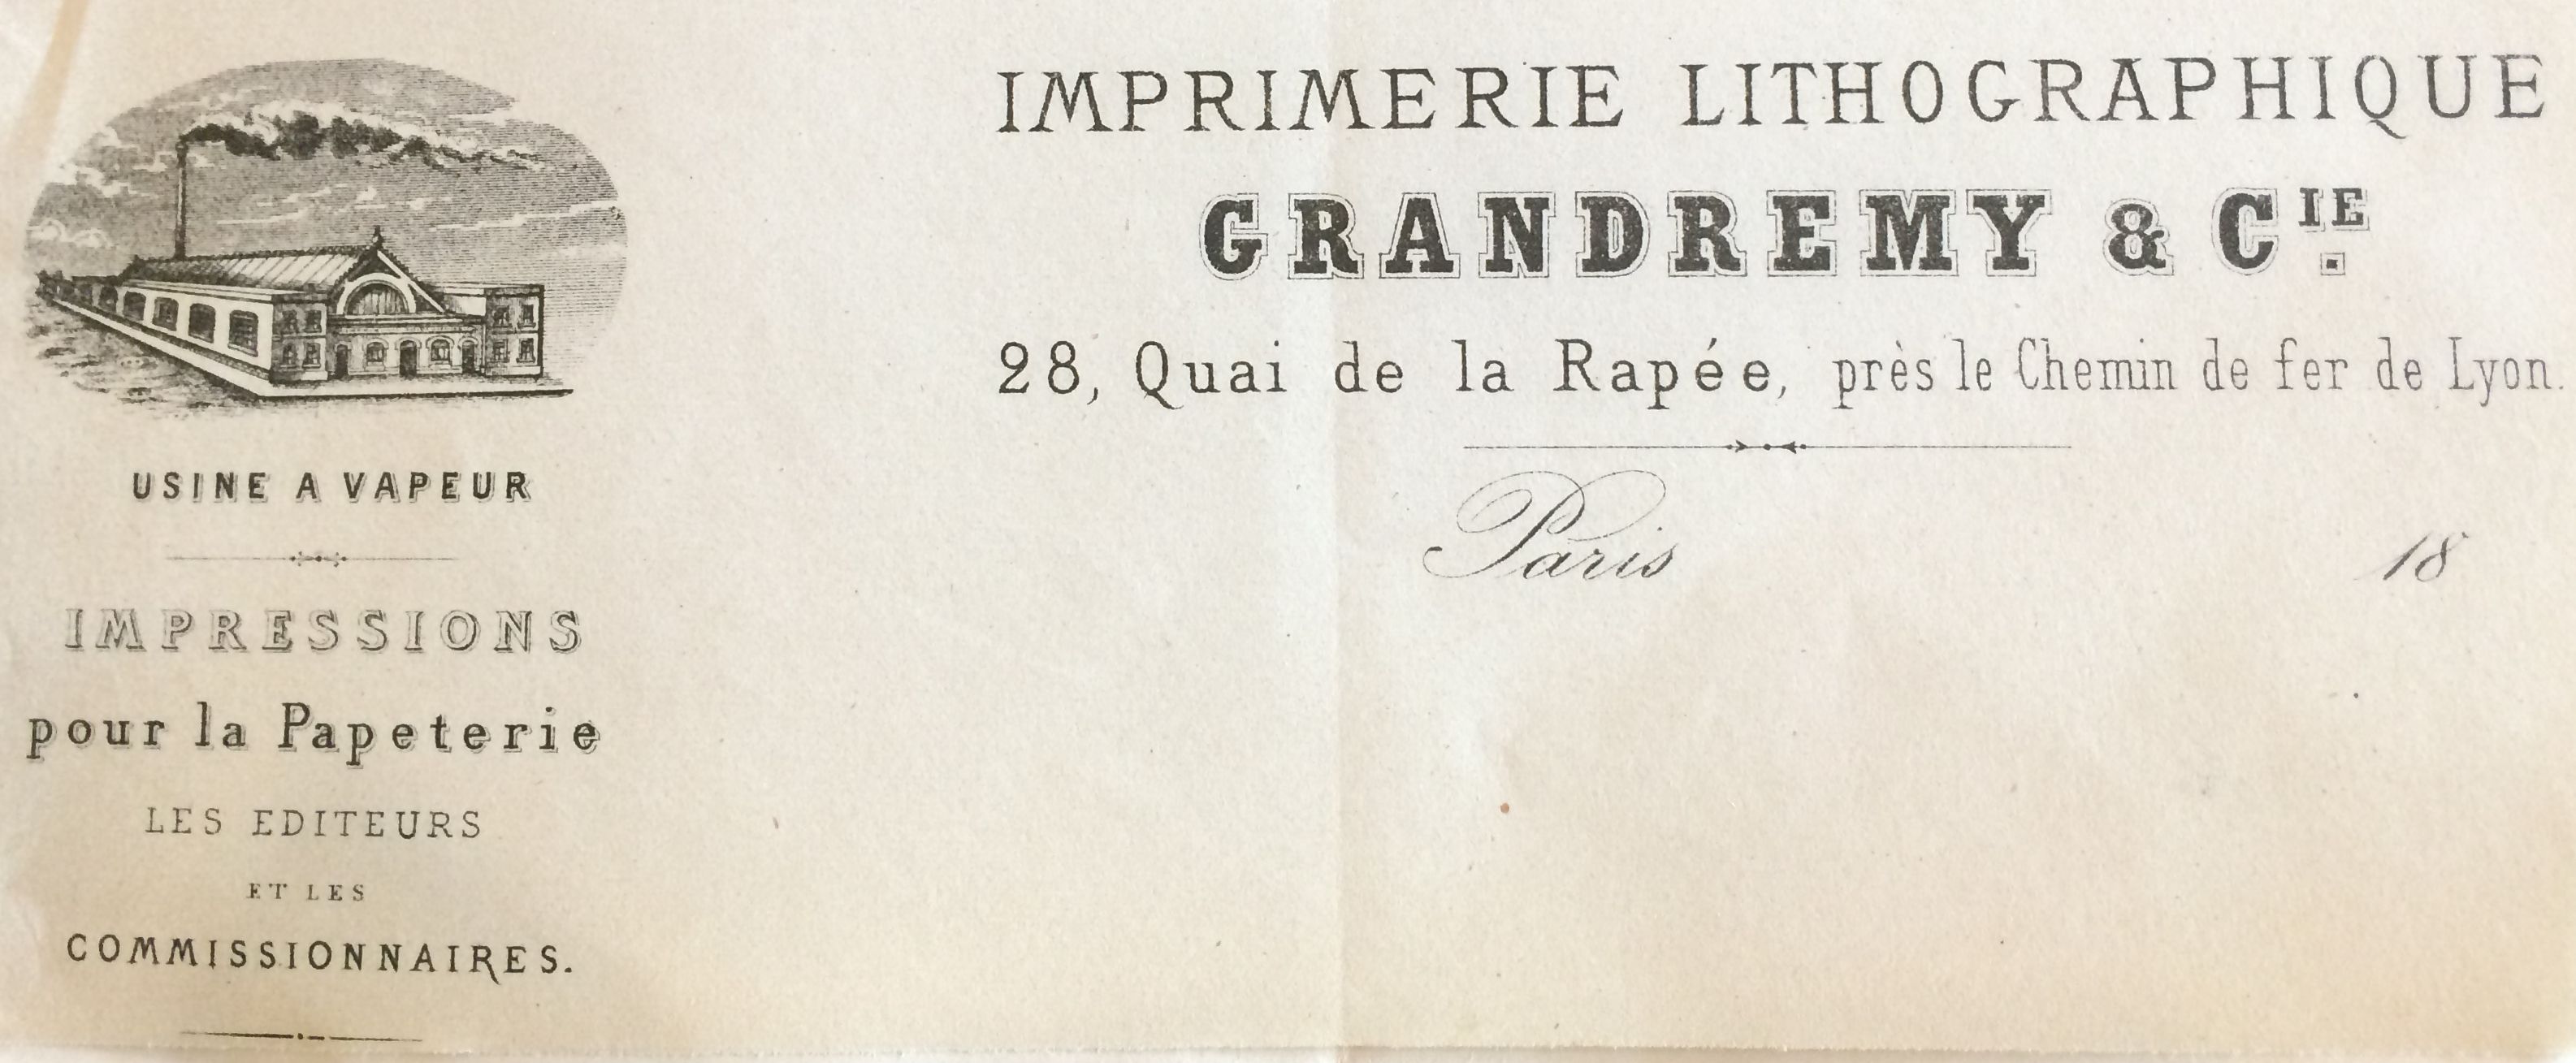 IMPRIMERIE LITHOGRAPHIQUE
GRANDREMY & CIE.
28, Quai de la Rapée, près le Chemin de fer de Lyon.
Paris 18
USINE A VAPEUR
IMPRESSIONS
pour la Papeterie
LES EDITEURS
ET LES
COMMISSIONNAIRES.